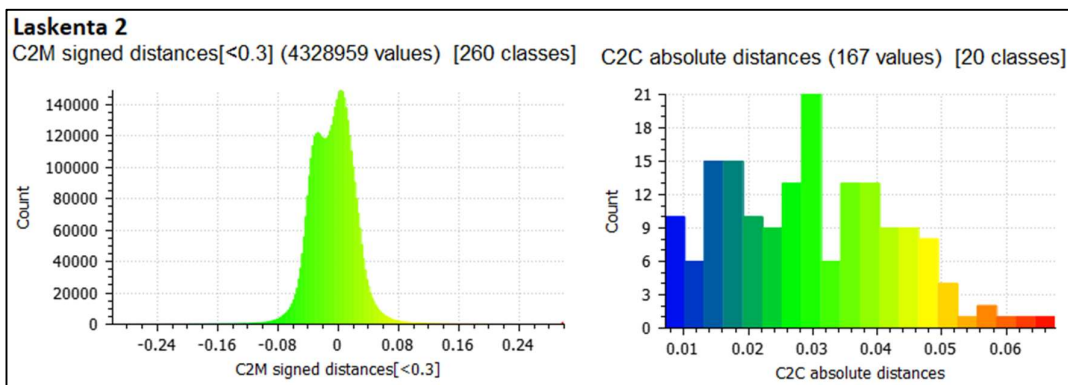 Laskenta 2
C2M signed distances[<0.3] (4328959 values) [260 classes]
140000
120000
100000
80000
60000
40000
20000
0
Count
-0.24 -0.16 -0.08 0 0.08 0.16 0.24
C2M signed distances[<0.3]
C2C absolute distances (167 values) [20 classes]
21
18
15
12
9
6
3
0
Count
0.01 0.02 0.03 0.04 0.05 0.06
C2C absolute distances